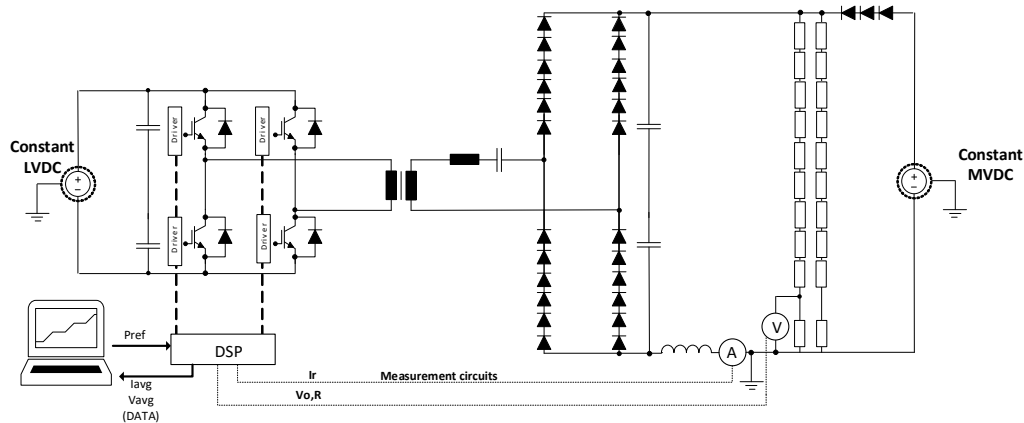 Driver
Driver
Constant
LVDC
+
−
Driver
Driver
+
−
Constant
MVDC
Pref
DSP
V
A
Iavg
Vavg
(DATA)
Ir
Measurement circuits
Vo,R